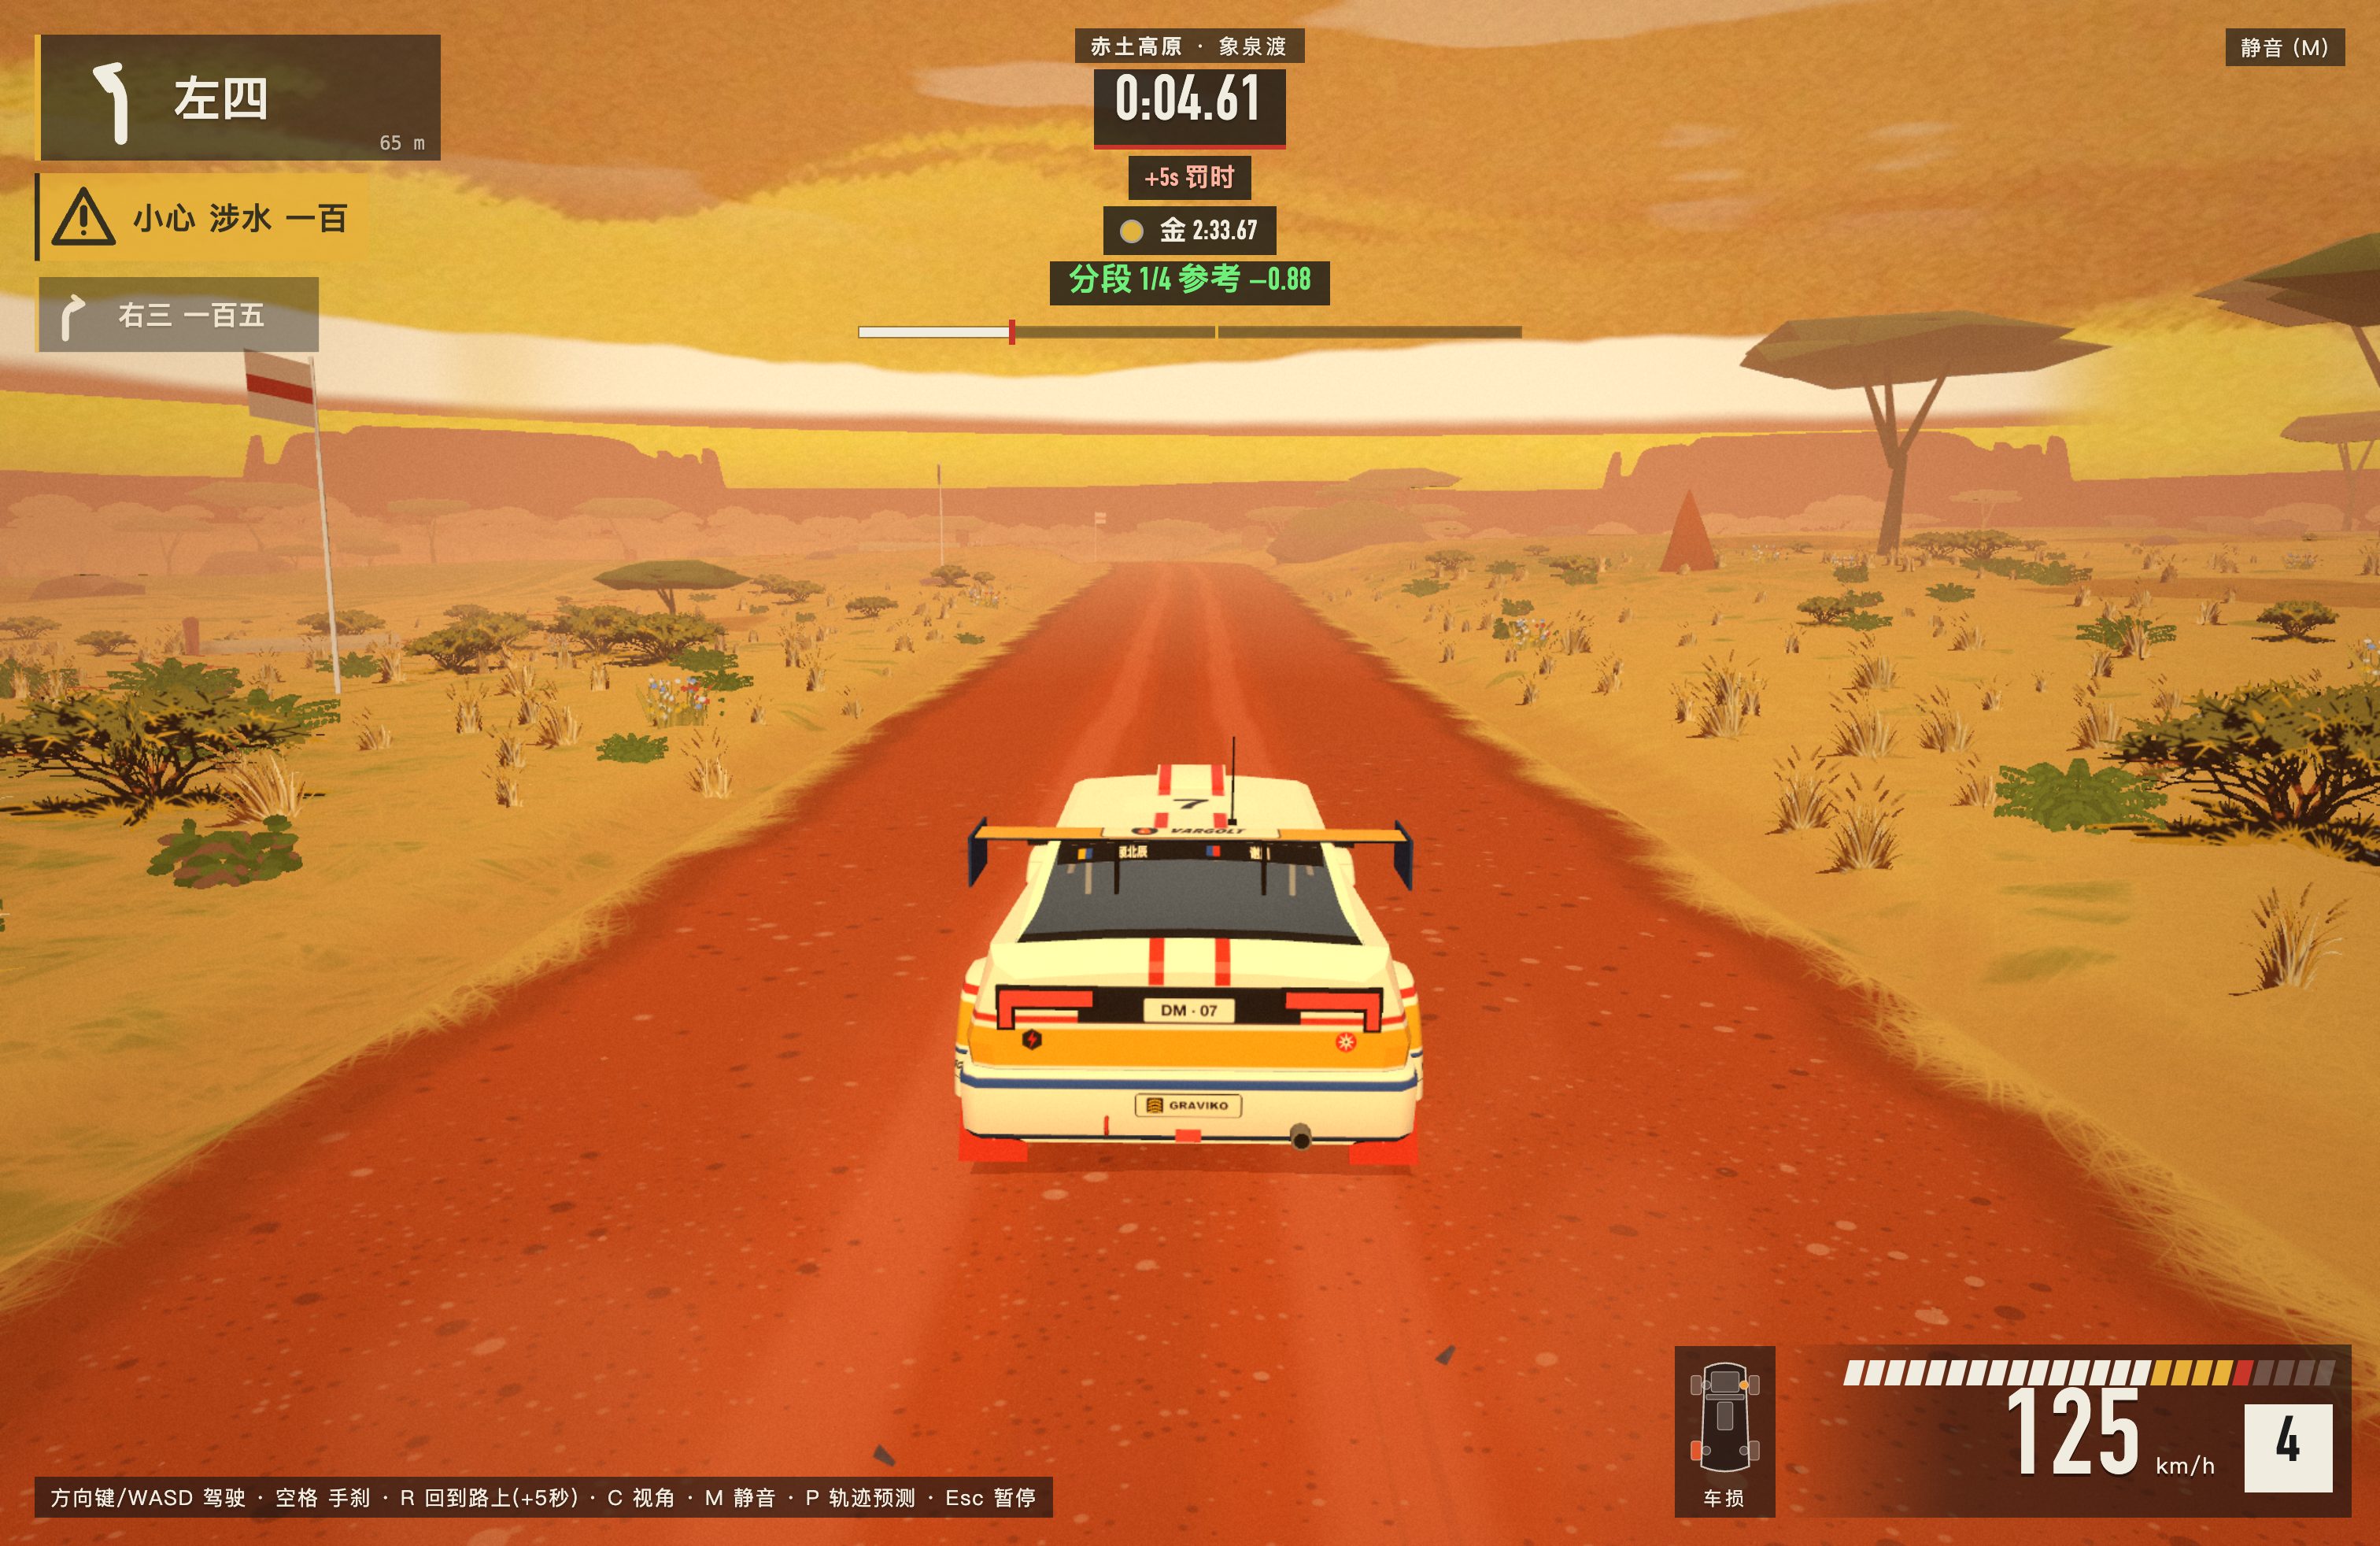 左四
65 m
小心 涉水 一百
右三 一百五
赤土高原 · 象泉渡
0:04.61
+5s 罚时
金 2:33.67
分段 1/4 参考 −0.88
静音 (M)
7
VARGOLT
北辰
DM · 07
GRAVIKO
车损
125 km/h
4
方向键/WASD 驾驶 · 空格 手刹 · R 回到路上(+5秒) · C 视角 · M 静音 · P 轨迹预测 · Esc 暂停